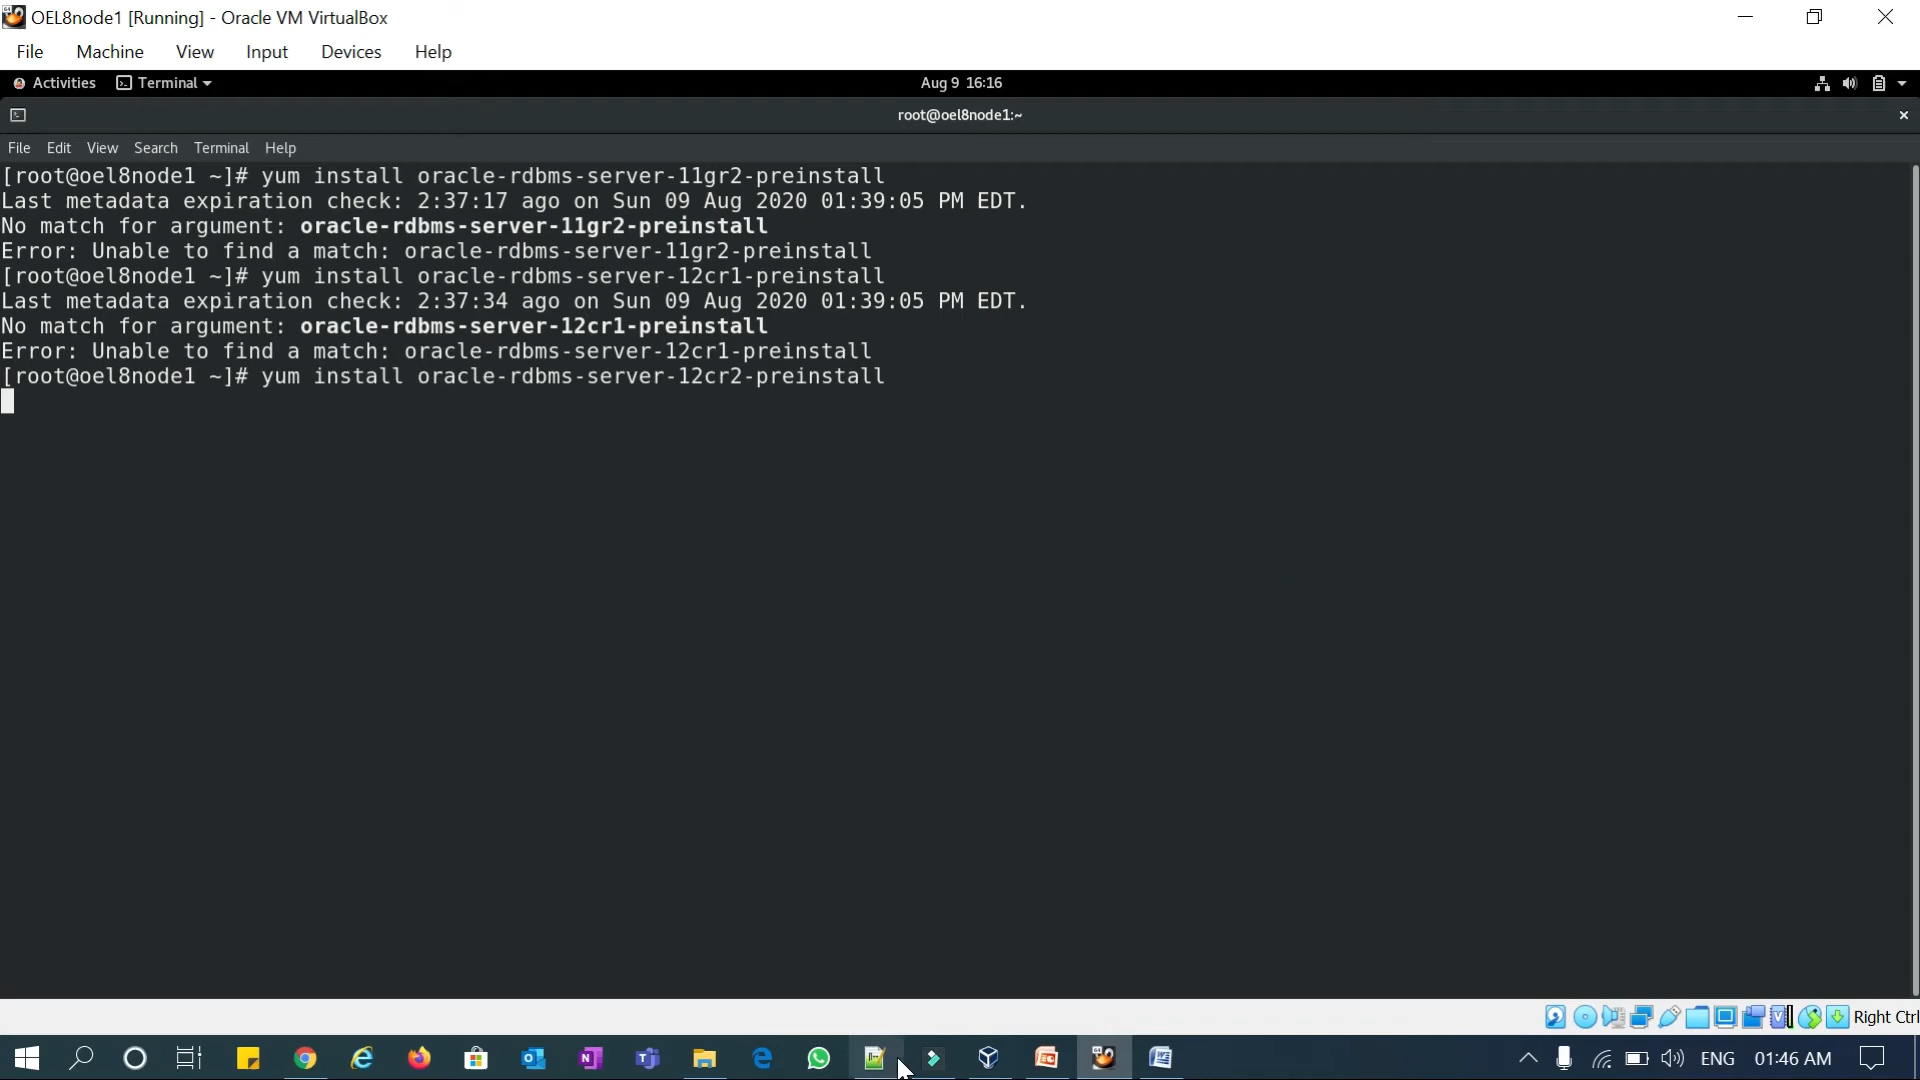 OEL8node1 [Running] - Oracle VM VirtualBox
File Machine View Input Devices Help
Activities Terminal Aug 9 16:16
root@oel8node1:~
File Edit View Search Terminal Help
[root@oel8node1 ~]# yum install oracle-rdbms-server-11gr2-preinstall
Last metadata expiration check: 2:37:17 ago on Sun 09 Aug 2020 01:39:05 PM EDT.
No match for argument: oracle-rdbms-server-11gr2-preinstall
Error: Unable to find a match: oracle-rdbms-server-11gr2-preinstall
[root@oel8node1 ~]# yum install oracle-rdbms-server-12cr1-preinstall
Last metadata expiration check: 2:37:34 ago on Sun 09 Aug 2020 01:39:05 PM EDT.
No match for argument: oracle-rdbms-server-12cr1-preinstall
Error: Unable to find a match: oracle-rdbms-server-12cr1-preinstall
[root@oel8node1 ~]# yum install oracle-rdbms-server-12cr2-preinstall
Right Ctrl
ENG 01:46 AM